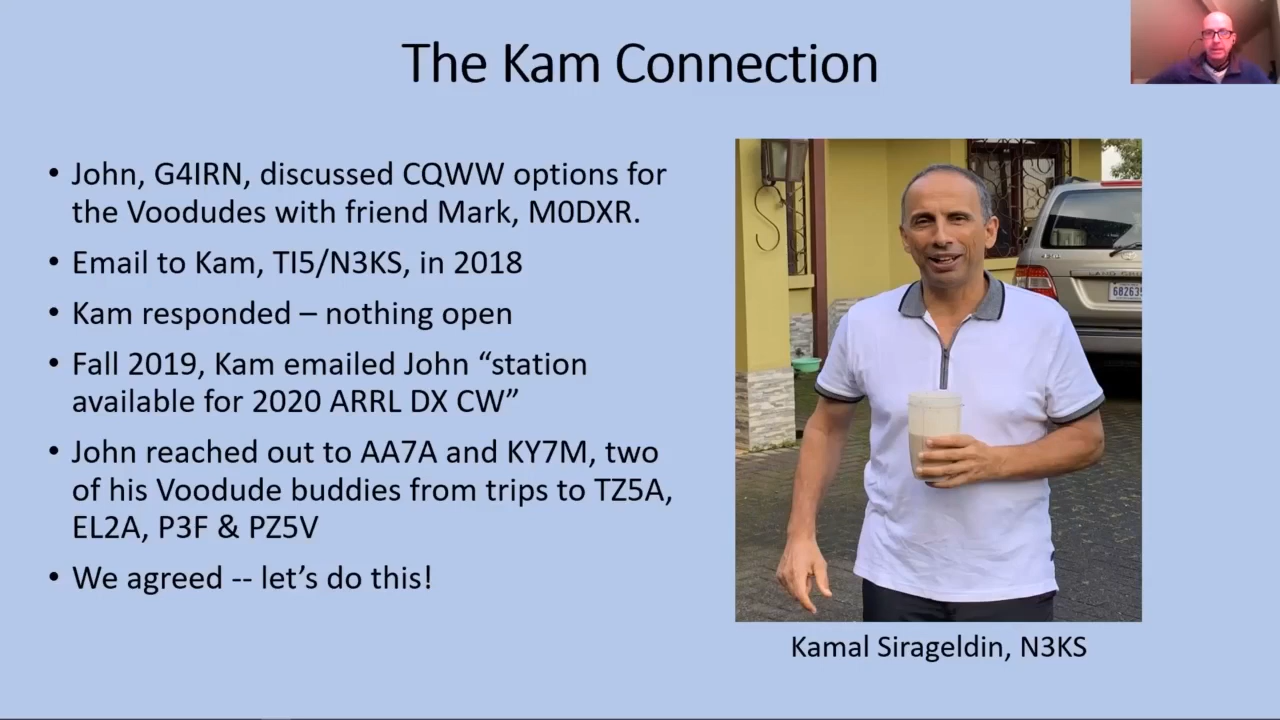 The Kam Connection
• John, G4IRN, discussed CQWW options for
the Voodudes with friend Mark, M0DXR.
• Email to Kam, TI5/N3KS, in 2018
• Kam responded – nothing open
• Fall 2019, Kam emailed John “station
available for 2020 ARRL DX CW”
• John reached out to AA7A and KY7M, two
of his Voodude buddies from trips to TZ5A,
EL2A, P3F & PZ5V
• We agreed -- let’s do this!
Kamal Sirageldin, N3KS